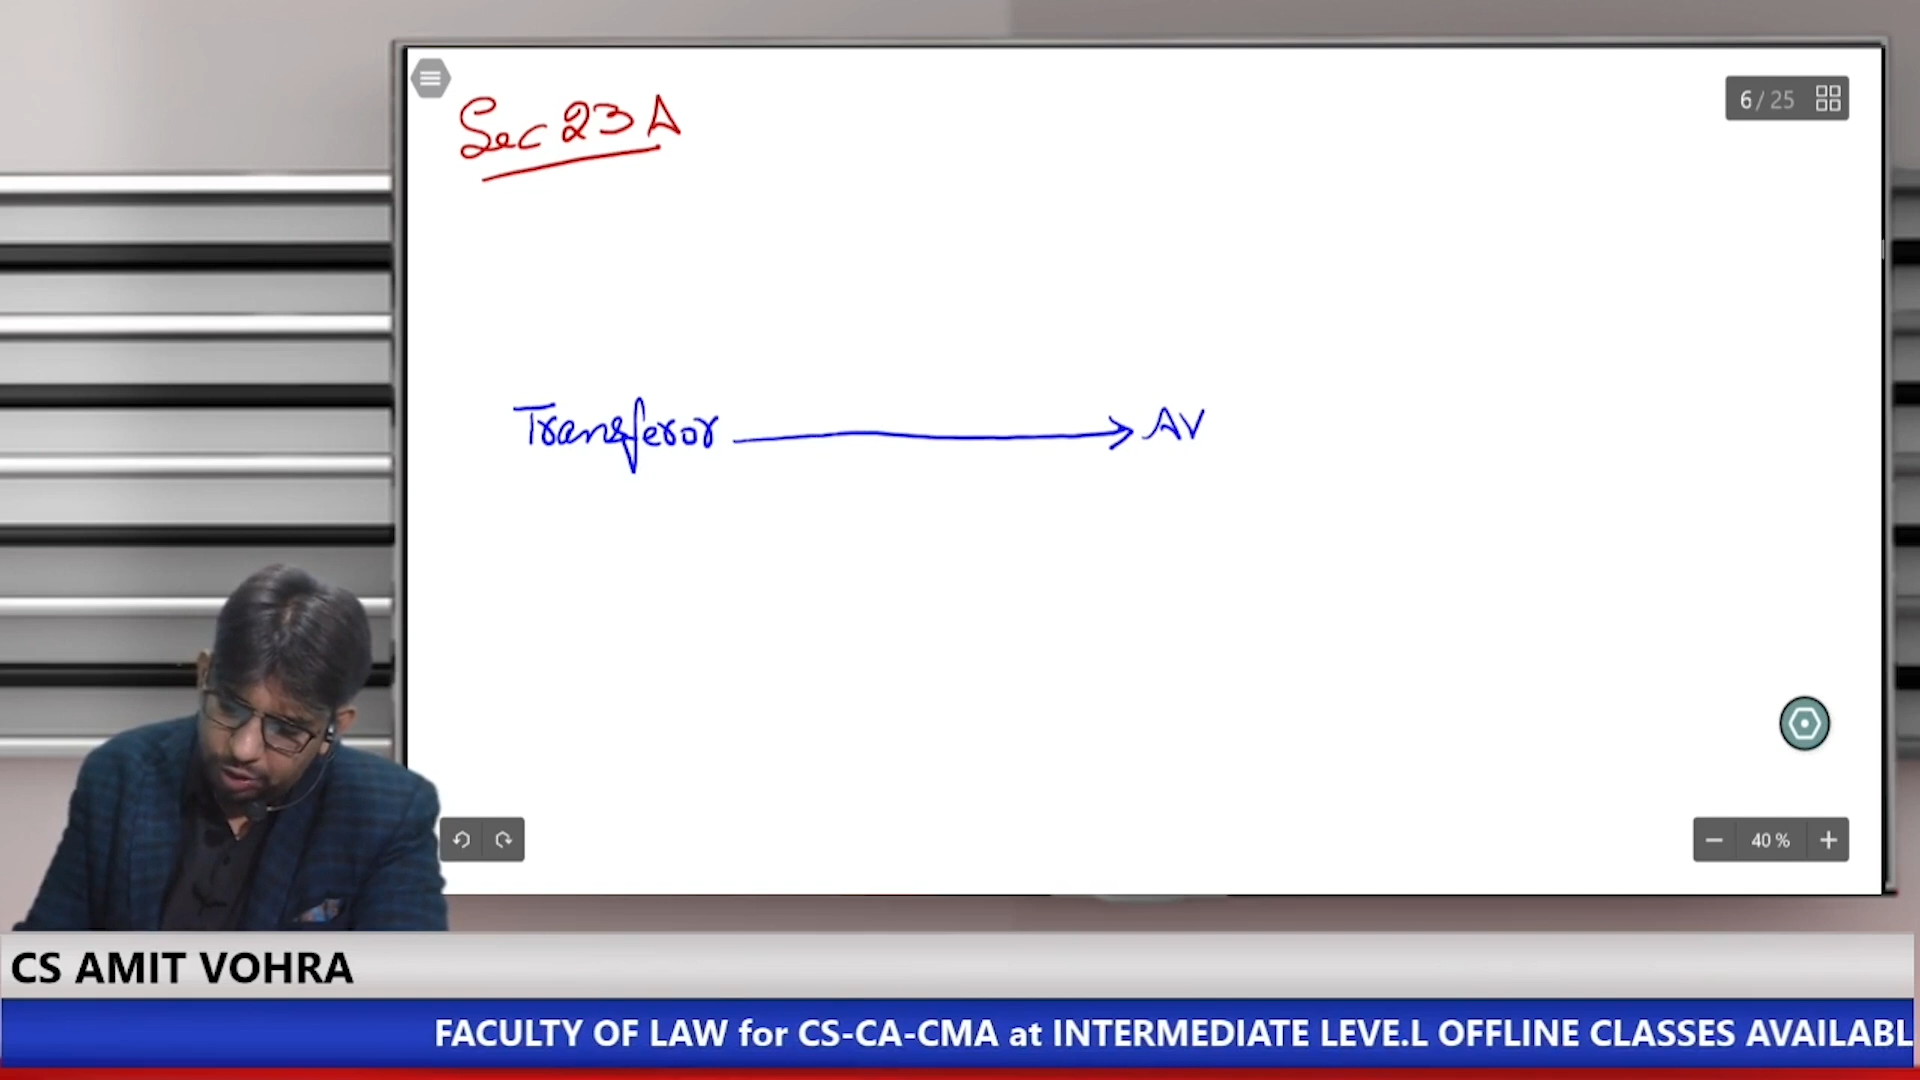 Sec 23 A
6 / 25
Transferor → AV
40 %
CS AMIT VOHRA
FACULTY OF LAW for CS-CA-CMA at INTERMEDIATE LEVE.L OFFLINE CLASSES AVAILABL